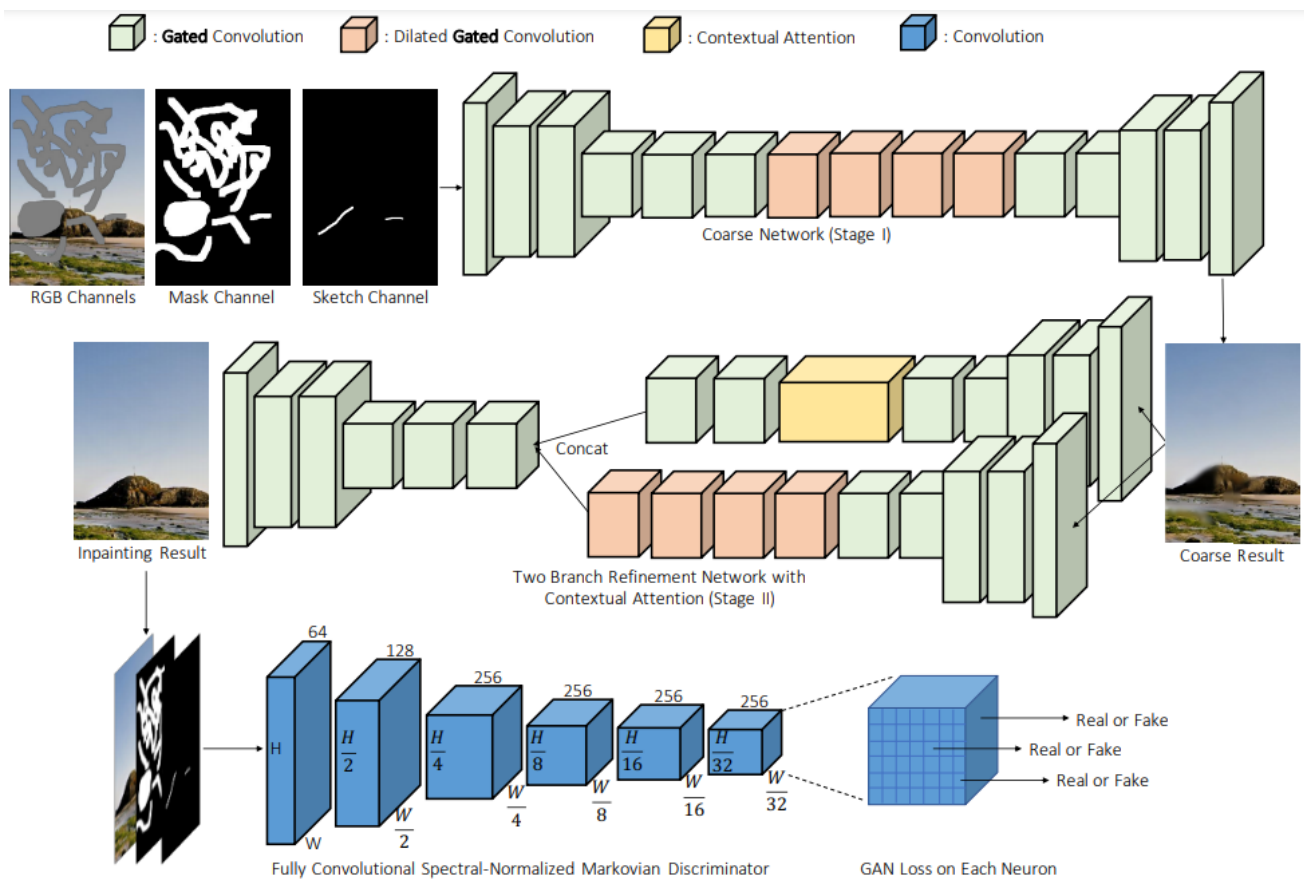 : Gated Convolution
: Dilated Gated Convolution
: Contextual Attention
: Convolution
RGB Channels
Mask Channel
Sketch Channel
Coarse Network (Stage I)
Concat
Inpainting Result
Coarse Result
Two Branch Refinement Network with
Contextual Attention (Stage II)
64
128
256
256
256
256
H
H
2
H
4
H
8
H
16
H
32
W
W
2
W
4
W
8
W
16
W
32
Real or Fake
Real or Fake
Real or Fake
Fully Convolutional Spectral-Normalized Markovian Discriminator
GAN Loss on Each Neuron